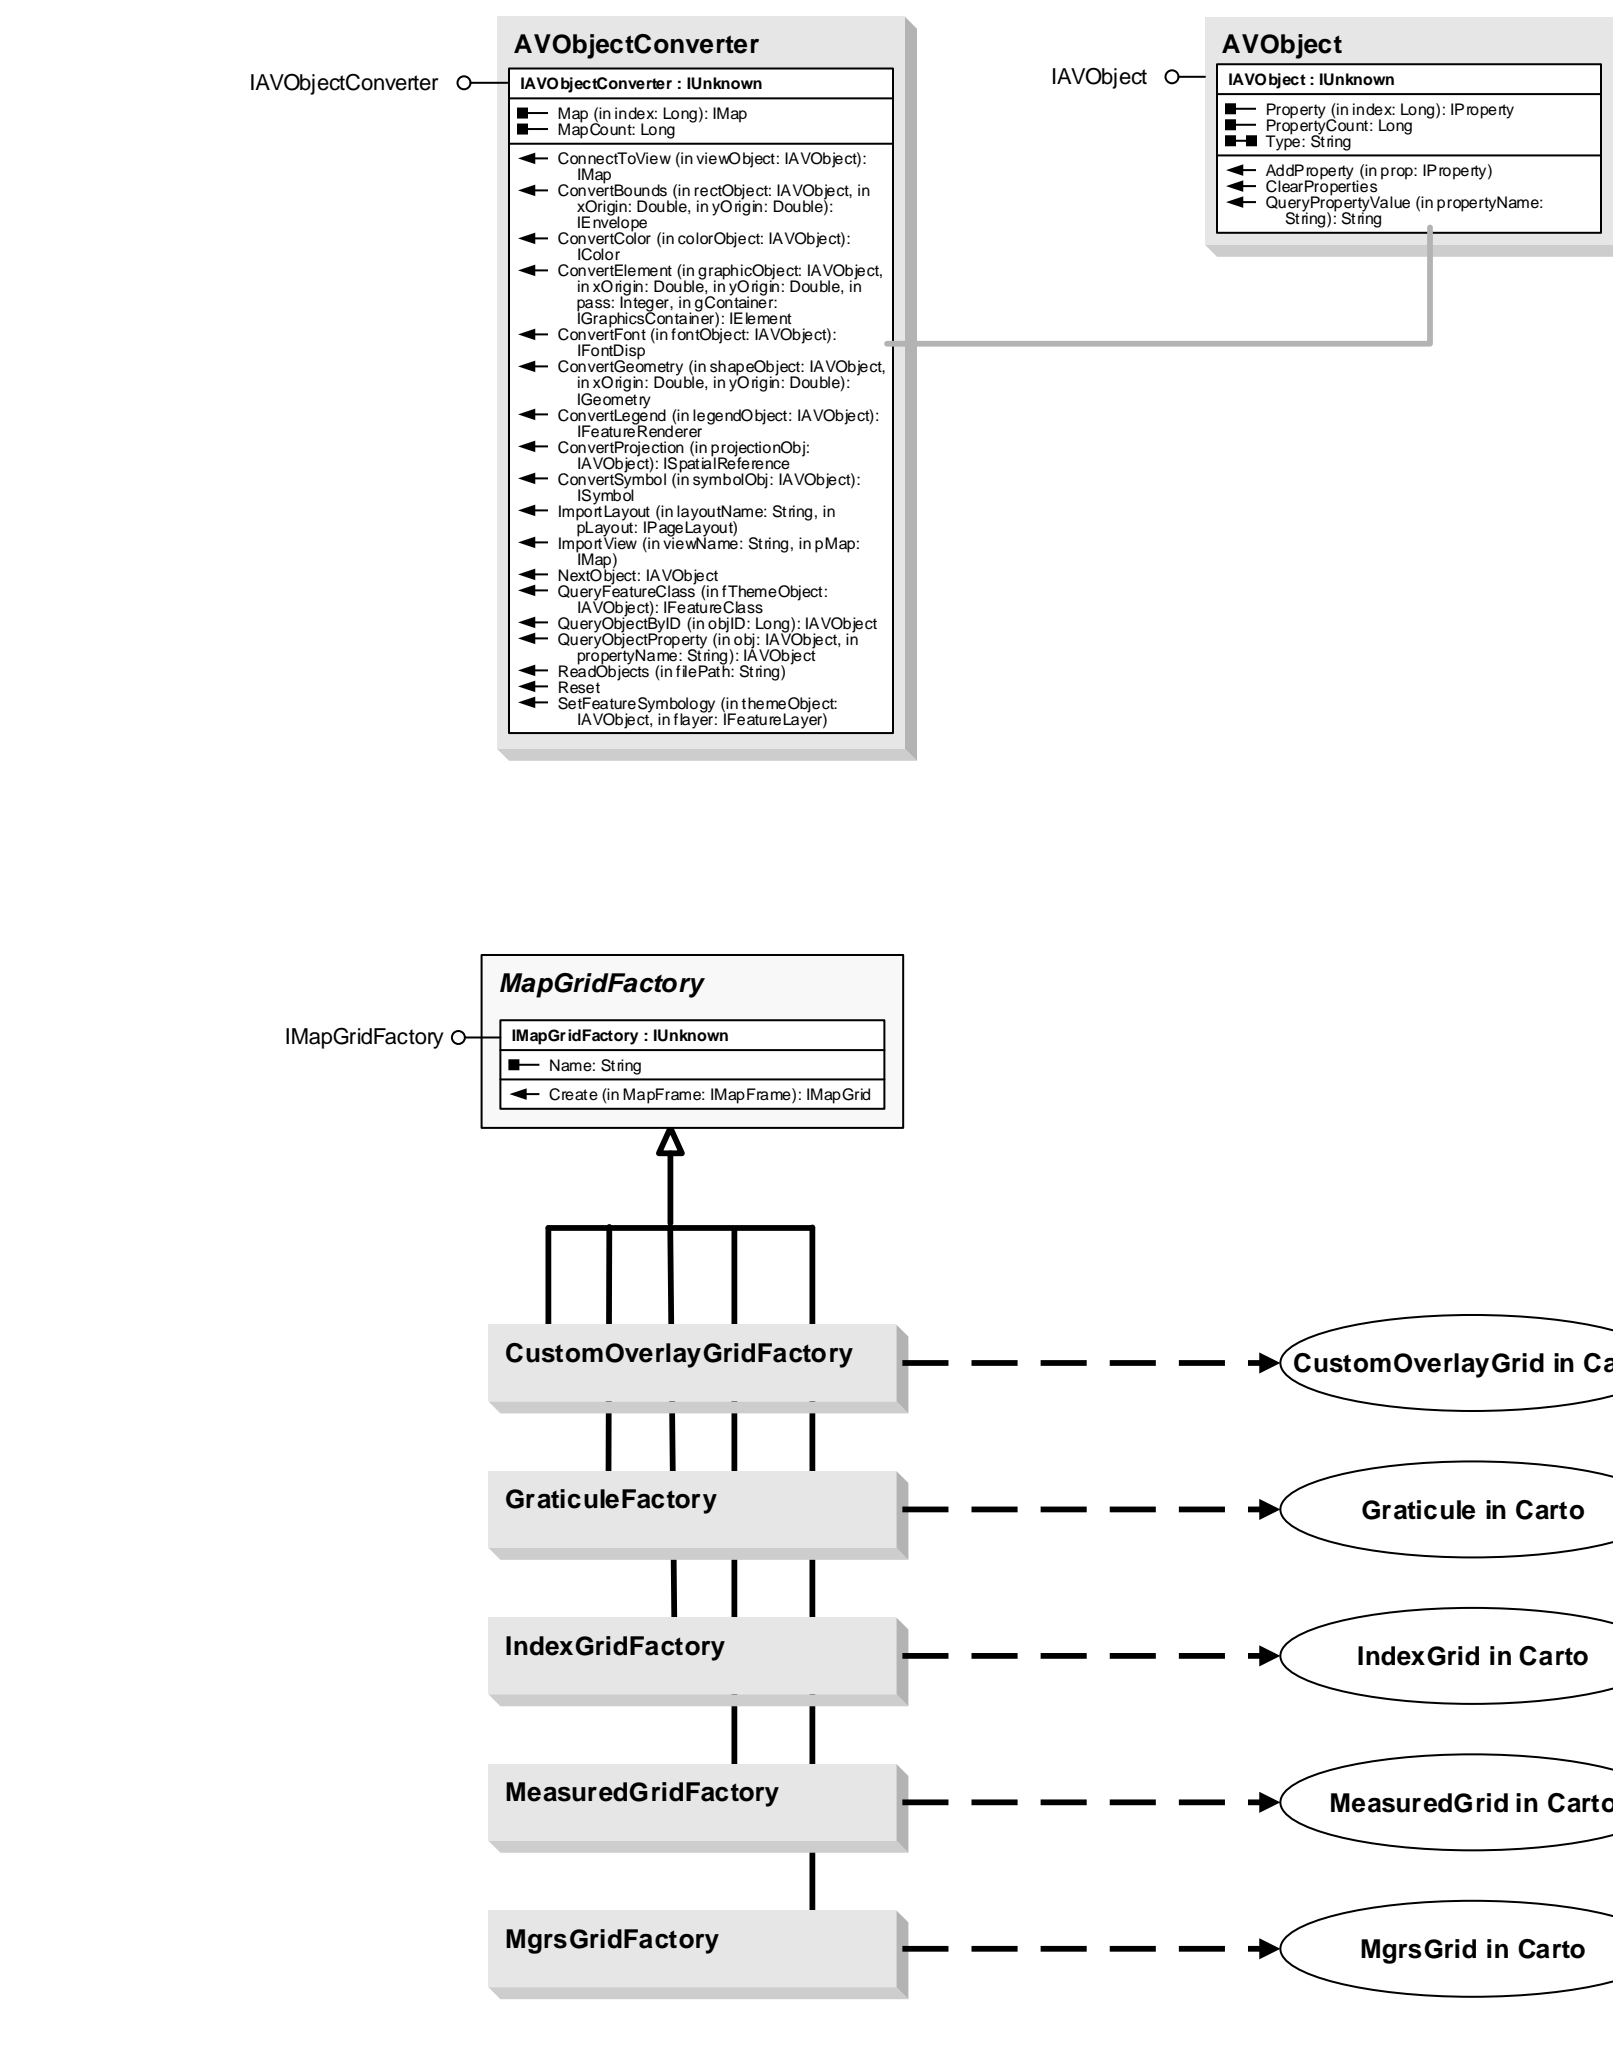 AVObjectConverter
IAVObjectConverter
IAVObjectConverter : IUnknown
Map (in index: Long): IMap
MapCount: Long
ConnectToView (in viewObject: IAVObject):
IMap
ConvertBounds (in rectObject: IAVObject, in
xOrigin: Double, in yOrigin: Double):
IEnvelope
ConvertColor (in colorObject: IAVObject):
IColor
ConvertElement (in graphicObject: IAVObject,
in xOrigin: Double, in yOrigin: Double, in
pass: Integer, in gContainer:
IGraphicsContainer): IElement
ConvertFont (in fontObject: IAVObject):
IFontDisp
ConvertGeometry (in shapeObject: IAVObject,
in xOrigin: Double, in yOrigin: Double):
IGeometry
ConvertLegend (in legendObject: IAVObject):
IFeatureRenderer
ConvertProjection (in projectionObj:
IAVObject): ISpatialReference
ConvertSymbol (in symbolObj: IAVObject):
ISymbol
ImportLayout (in layoutName: String, in
pLayout: IPageLayout)
ImportView (in viewName: String, in pMap:
IMap)
NextObject: IAVObject
QueryFeatureClass (in fThemeObject:
IAVObject): IFeatureClass
QueryObjectByID (in objID: Long): IAVObject
QueryObjectProperty (in obj: IAVObject, in
propertyName: String): IAVObject
ReadObjects (in filePath: String)
Reset
SetFeatureSymbology (in themeObject:
IAVObject, in flayer: IFeatureLayer)
AVObject
IAVObject
IAVObject : IUnknown
Property (in index: Long): IProperty
PropertyCount: Long
Type: String
AddProperty (in prop: IProperty)
ClearProperties
QueryPropertyValue (in propertyName:
String): String
MapGridFactory
IMapGridFactory
IMapGridFactory : IUnknown
Name: String
Create (in MapFrame: IMapFrame): IMapGrid
CustomOverlayGridFactory
CustomOverlayGrid in Ca
GraticuleFactory
Graticule in Carto
IndexGridFactory
IndexGrid in Carto
MeasuredGridFactory
MeasuredGrid in Carto
MgrsGridFactory
MgrsGrid in Carto